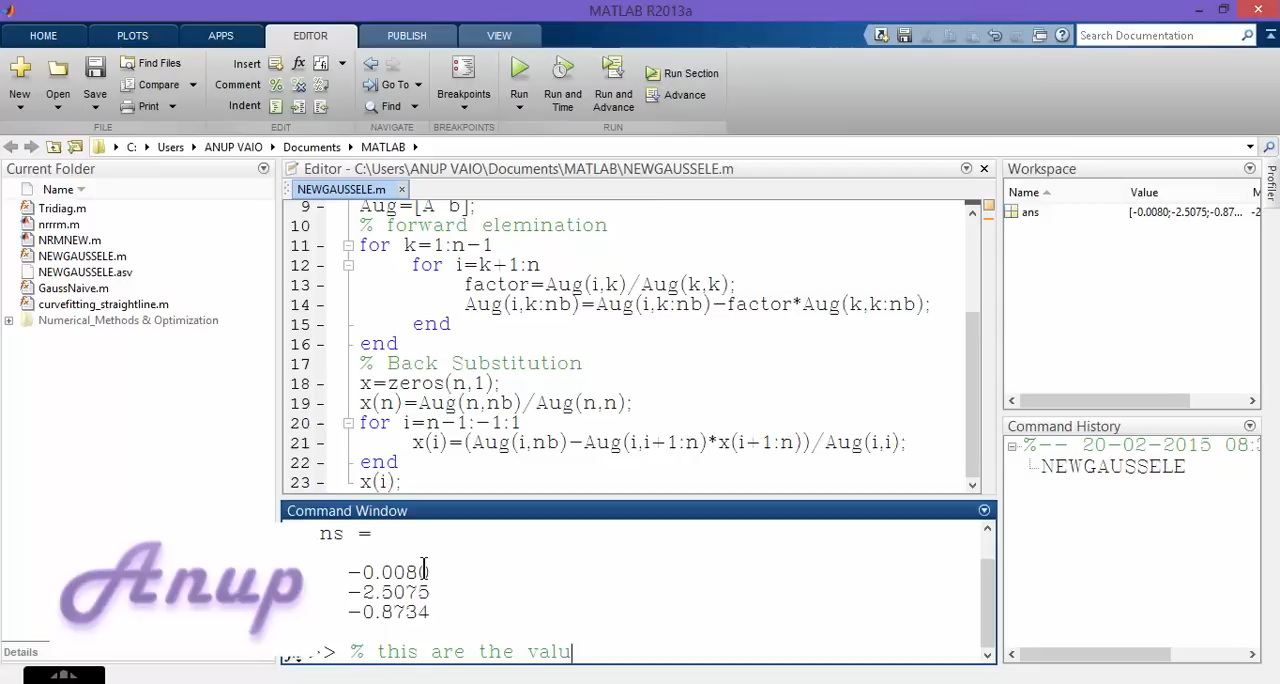 MATLAB R2013a
HOME PLOTS APPS EDITOR PUBLISH VIEW
Search Documentation
New Open Save Find Files Compare Print
FILE
Insert fx Comment Indent
EDIT
Go To Find
NAVIGATE
Breakpoints
BREAKPOINTS
Run Run and Time Run and Advance Run Section Advance
RUN
C: Users ANUP VAIO Documents MATLAB
Current Folder
Name
Tridiag.m
nrrrm.m
NRMNEW.m
NEWGAUSSELE.m
NEWGAUSSELE.asv
GaussNaive.m
curvefitting_straightline.m
Numerical_Methods & Optimization
Details
Editor - C:\Users\ANUP VAIO\Documents\MATLAB\NEWGAUSSELE.m
NEWGAUSSELE.m
9 - Aug=[A b];
10 % forward elemination
11 - for k=1:n-1
12 - for i=k+1:n
13 - factor=Aug(i,k)/Aug(k,k);
14 - Aug(i,k:nb)=Aug(i,k:nb)-factor*Aug(k,k:nb);
15 - end
16 - end
17 % Back Substitution
18 - x=zeros(n,1);
19 - x(n)=Aug(n,nb)/Aug(n,n);
20 - for i=n-1:-1:1
21 - x(i)=(Aug(i,nb)-Aug(i,i+1:n)*x(i+1:n))/Aug(i,i);
22 - end
23 - x(i);
Command Window
ns =
-0.0080
-2.5075
-0.8734
>> % this are the valu
Anup
Workspace
Name Value
ans [-0.0080;-2.5075;-0.87...
Profiler
Command History
%-- 20-02-2015 08:
NEWGAUSSELE